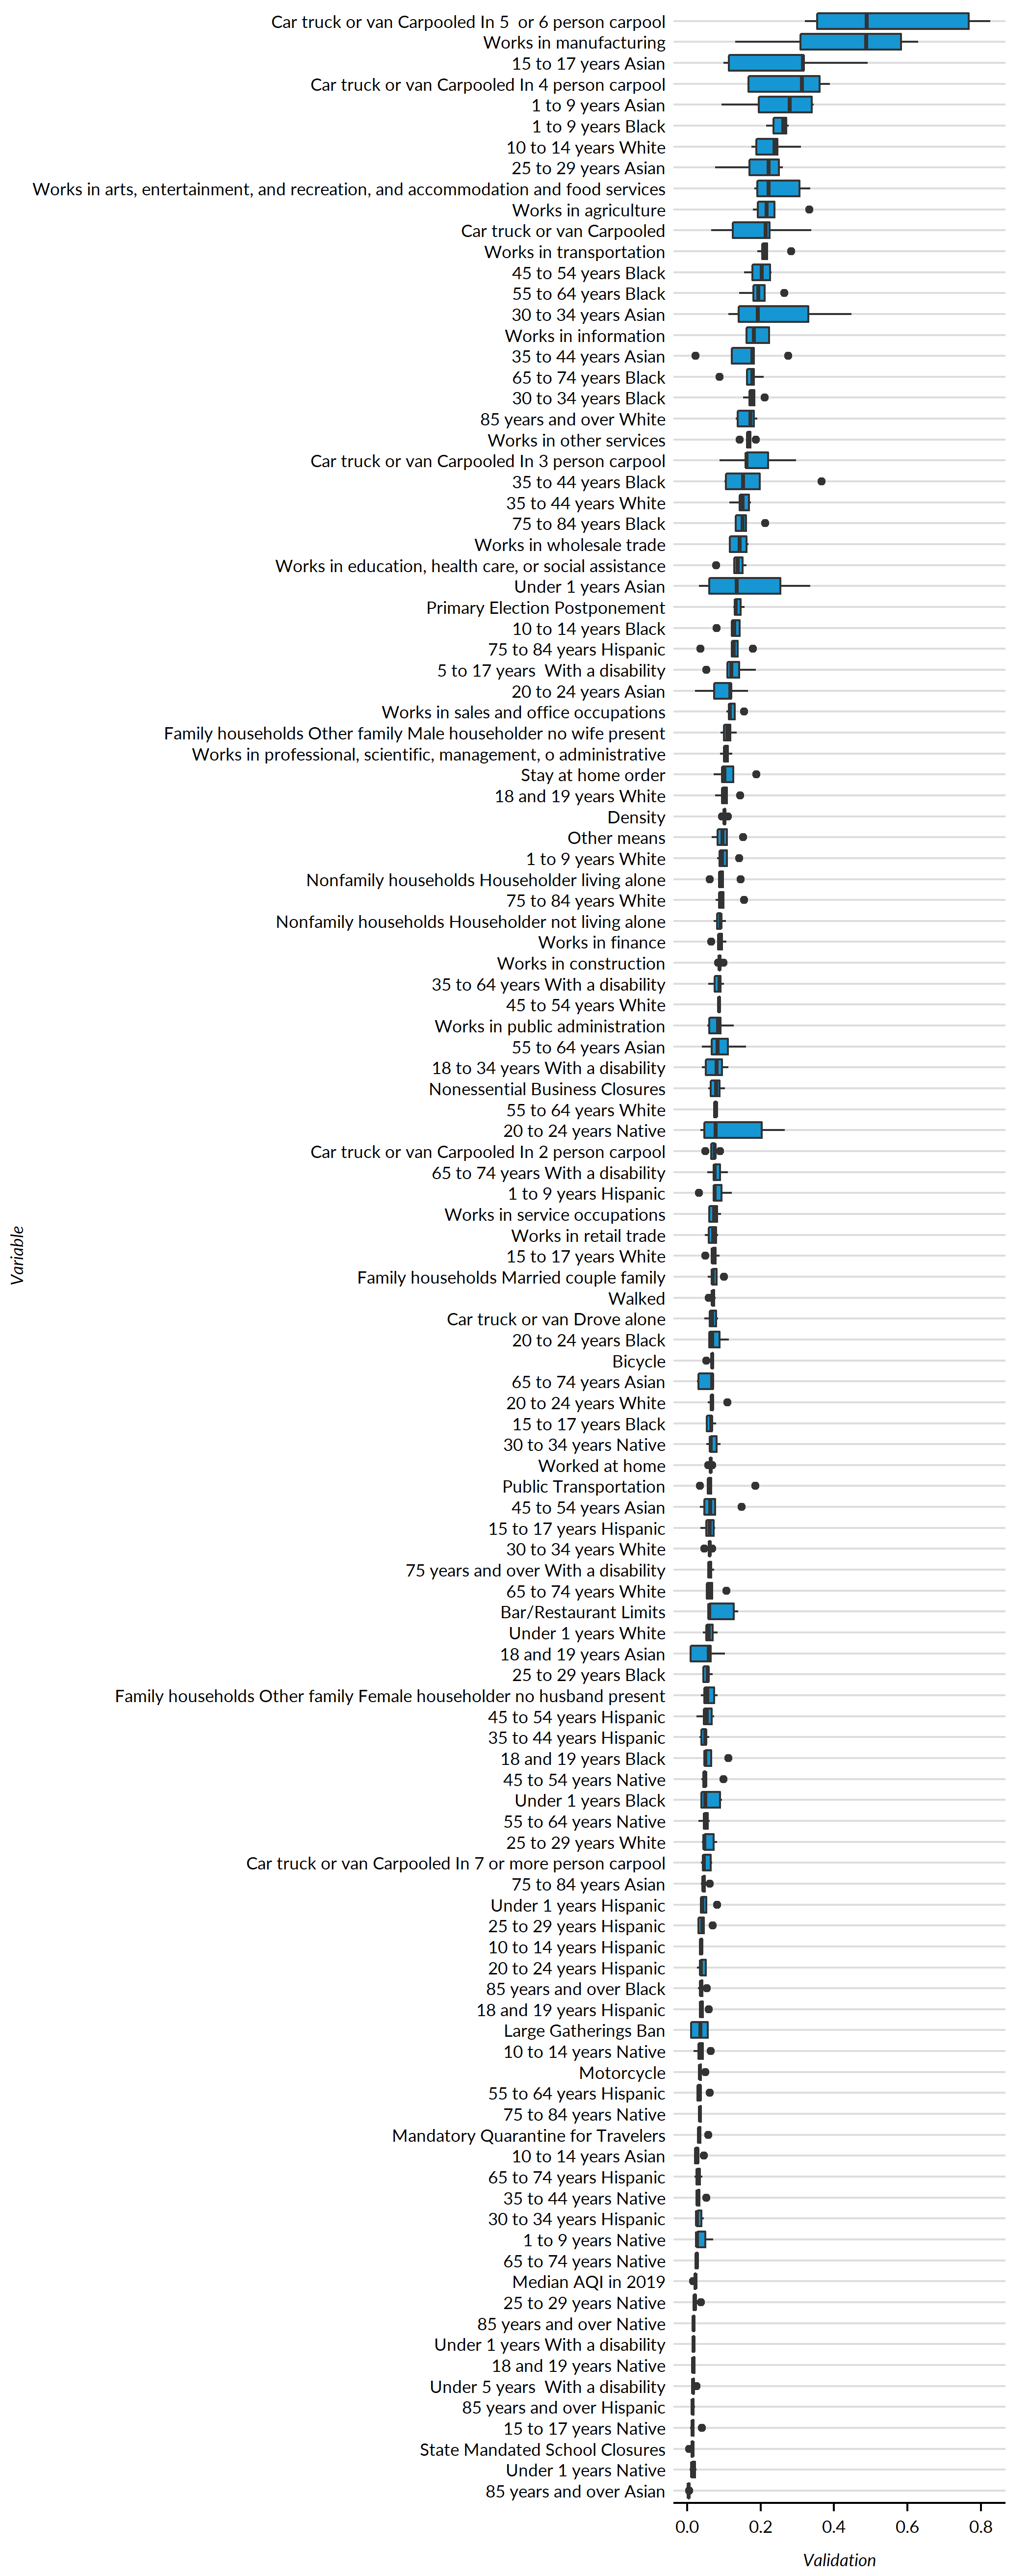 Car truck or van Carpooled In 5  or 6 person carpool
Works in manufacturing
15 to 17 years Asian
Car truck or van Carpooled In 4 person carpool
1 to 9 years Asian
1 to 9 years Black
10 to 14 years White
25 to 29 years Asian
Works in arts, entertainment, and recreation, and accommodation and food services
Works in agriculture
Car truck or van Carpooled
Works in transportation
45 to 54 years Black
55 to 64 years Black
30 to 34 years Asian
Works in information
35 to 44 years Asian
65 to 74 years Black
30 to 34 years Black
85 years and over White
Works in other services
Car truck or van Carpooled In 3 person carpool
35 to 44 years Black
35 to 44 years White
75 to 84 years Black
Works in wholesale trade
Works in education, health care, or social assistance
Under 1 years Asian
Primary Election Postponement
10 to 14 years Black
75 to 84 years Hispanic
5 to 17 years  With a disability
20 to 24 years Asian
Works in sales and office occupations
Family households Other family Male householder no wife present
Works in professional, scientific, management, o administrative
Stay at home order
18 and 19 years White
Density
Other means
1 to 9 years White
Nonfamily households Householder living alone
75 to 84 years White
Nonfamily households Householder not living alone
Works in finance
Works in construction
35 to 64 years With a disability
45 to 54 years White
Works in public administration
55 to 64 years Asian
18 to 34 years With a disability
Nonessential Business Closures
55 to 64 years White
20 to 24 years Native
Car truck or van Carpooled In 2 person carpool
65 to 74 years With a disability
1 to 9 years Hispanic
Works in service occupations
Works in retail trade
15 to 17 years White
Family households Married couple family
Walked
Car truck or van Drove alone
20 to 24 years Black
Bicycle
65 to 74 years Asian
20 to 24 years White
15 to 17 years Black
30 to 34 years Native
Worked at home
Public Transportation
45 to 54 years Asian
15 to 17 years Hispanic
30 to 34 years White
75 years and over With a disability
65 to 74 years White
Bar/Restaurant Limits
Under 1 years White
18 and 19 years Asian
25 to 29 years Black
Family households Other family Female householder no husband present
45 to 54 years Hispanic
35 to 44 years Hispanic
18 and 19 years Black
45 to 54 years Native
Under 1 years Black
55 to 64 years Native
25 to 29 years White
Car truck or van Carpooled In 7 or more person carpool
75 to 84 years Asian
Under 1 years Hispanic
25 to 29 years Hispanic
10 to 14 years Hispanic
20 to 24 years Hispanic
85 years and over Black
18 and 19 years Hispanic
Large Gatherings Ban
10 to 14 years Native
Motorcycle
55 to 64 years Hispanic
75 to 84 years Native
Mandatory Quarantine for Travelers
10 to 14 years Asian
65 to 74 years Hispanic
35 to 44 years Native
30 to 34 years Hispanic
1 to 9 years Native
65 to 74 years Native
Median AQI in 2019
25 to 29 years Native
85 years and over Native
Under 1 years With a disability
18 and 19 years Native
Under 5 years  With a disability
85 years and over Hispanic
15 to 17 years Native
State Mandated School Closures
Under 1 years Native
85 years and over Asian
Variable
0.0 0.2 0.4 0.6 0.8
Validation